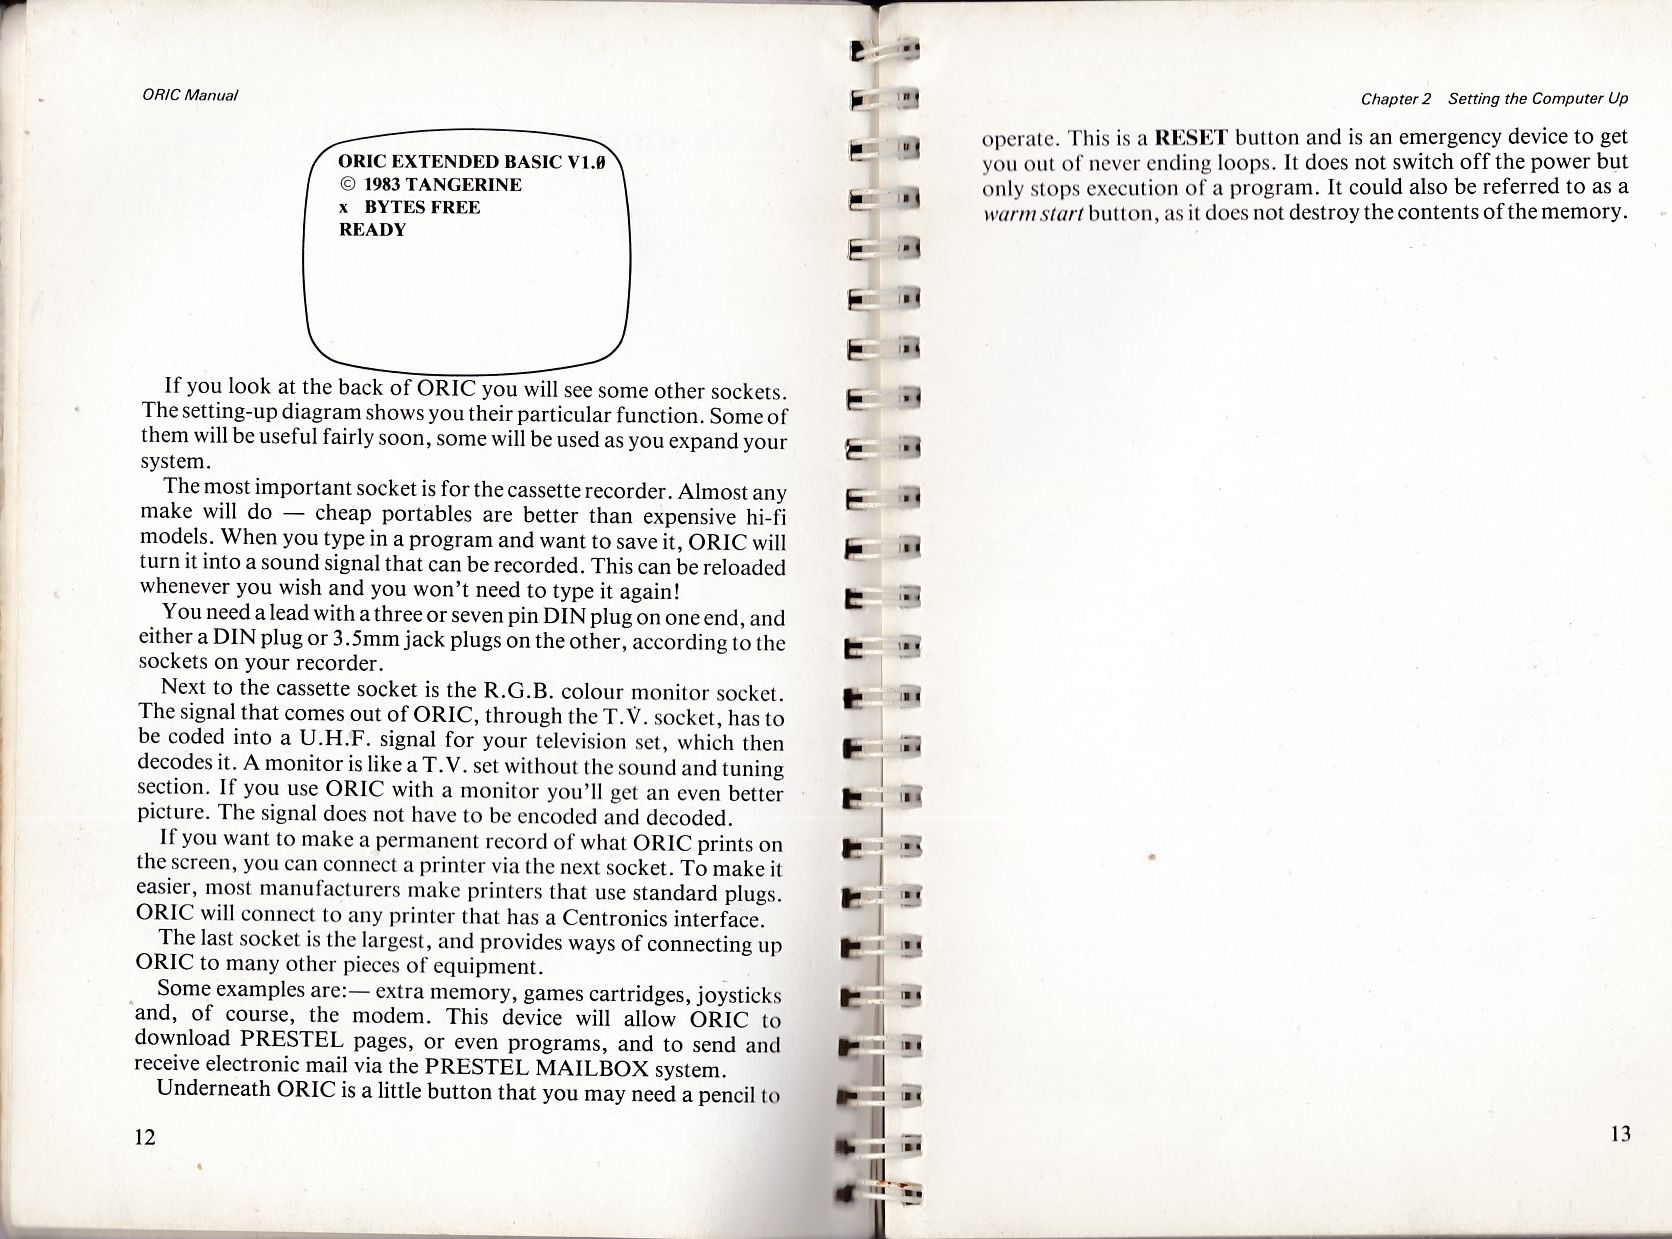 ORIC Manual
ORIC EXTENDED BASIC V1.0
© 1983 TANGERINE
x BYTES FREE
READY
If you look at the back of ORIC you will see some other sockets.
The setting-up diagram shows you their particular function. Some of
them will be useful fairly soon, some will be used as you expand your
system.
The most important socket is for the cassette recorder. Almost any
make will do — cheap portables are better than expensive hi-fi
models. When you type in a program and want to save it, ORIC will
turn it into a sound signal that can be recorded. This can be reloaded
whenever you wish and you won't need to type it again!
You need a lead with a three or seven pin DIN plug on one end, and
either a DIN plug or 3.5mm jack plugs on the other, according to the
sockets on your recorder.
Next to the cassette socket is the R.G.B. colour monitor socket.
The signal that comes out of ORIC, through the T.V. socket, has to
be coded into a U.H.F. signal for your television set, which then
decodes it. A monitor is like a T.V. set without the sound and tuning
section. If you use ORIC with a monitor you'll get an even better
picture. The signal does not have to be encoded and decoded.
If you want to make a permanent record of what ORIC prints on
the screen, you can connect a printer via the next socket. To make it
easier, most manufacturers make printers that use standard plugs.
ORIC will connect to any printer that has a Centronics interface.
The last socket is the largest, and provides ways of connecting up
ORIC to many other pieces of equipment.
Some examples are:— extra memory, games cartridges, joysticks
and, of course, the modem. This device will allow ORIC to
download PRESTEL pages, or even programs, and to send and
receive electronic mail via the PRESTEL MAILBOX system.
Underneath ORIC is a little button that you may need a pencil to
12
Chapter 2 Setting the Computer Up
operate. This is a RESET button and is an emergency device to get
you out of never ending loops. It does not switch off the power but
only stops execution of a program. It could also be referred to as a
warm start button, as it does not destroy the contents of the memory.
13